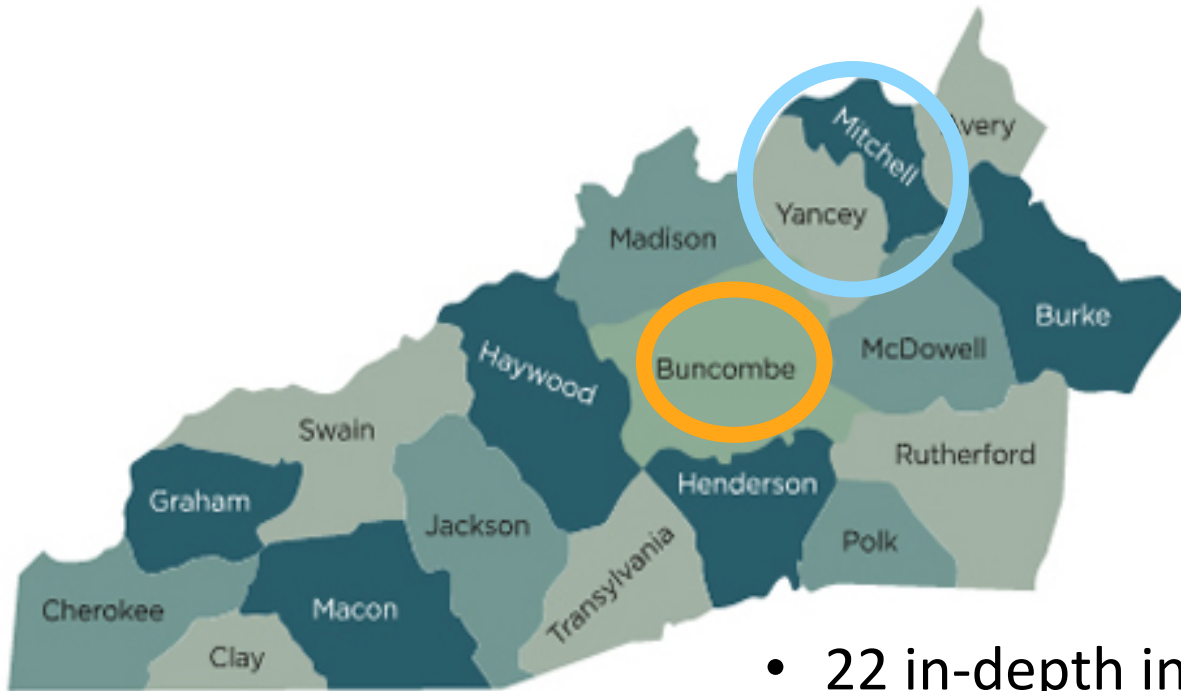 Avery
Mitchell
Yancey
Madison
Burke
McDowell
Buncombe
Haywood
Swain
Rutherford
Henderson
Graham
Jackson
Polk
Transylvania
Cherokee
Macon
Clay
• 22 in-depth in